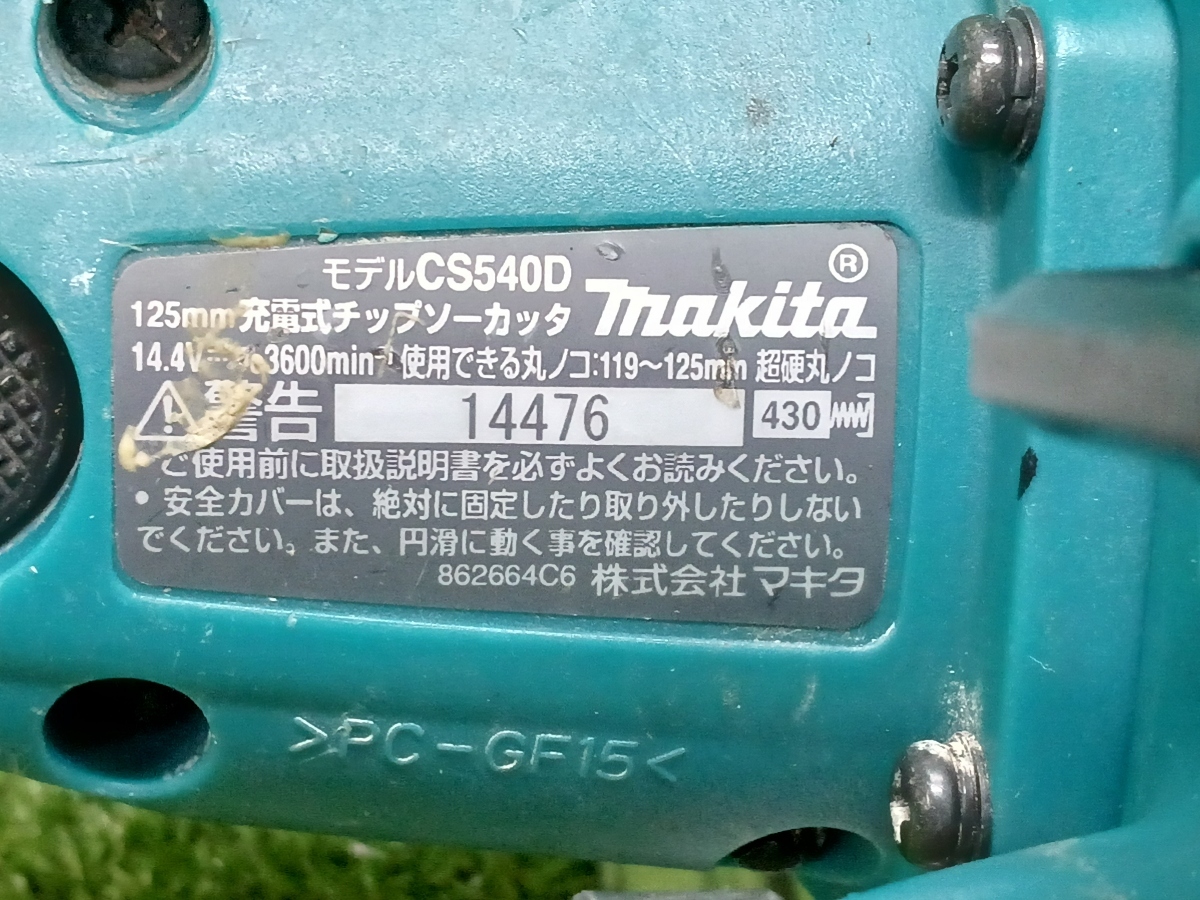 モデルCS540D
makita ®
125mm 充電式チップソーカッタ
14.4V 3600min⁻¹ 使用できる丸ノコ:119〜125mm 超硬丸ノコ
警告 14476 430
ご使用前に取扱説明書を必ずよくお読みください。
• 安全カバーは、絶対に固定したり取り外したりしない
でください。また、円滑に動く事を確認してください。
862664C6 株式会社マキタ
>PC-GF15<